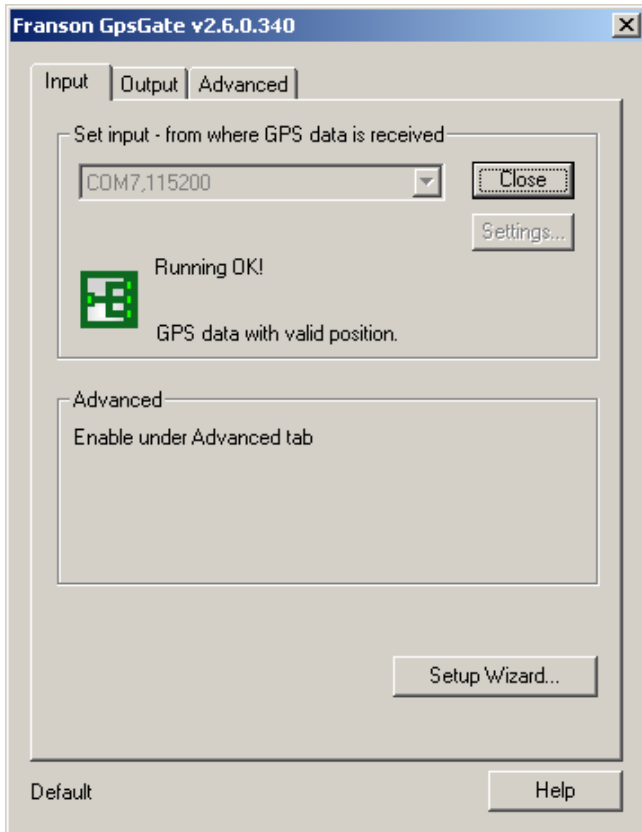 Franson GpsGate v2.6.0.340
Input Output Advanced
Set input - from where GPS data is received
COM7,115200
Close
Settings...
Running OK!
GPS data with valid position.
Advanced
Enable under Advanced tab
Setup Wizard...
Default
Help